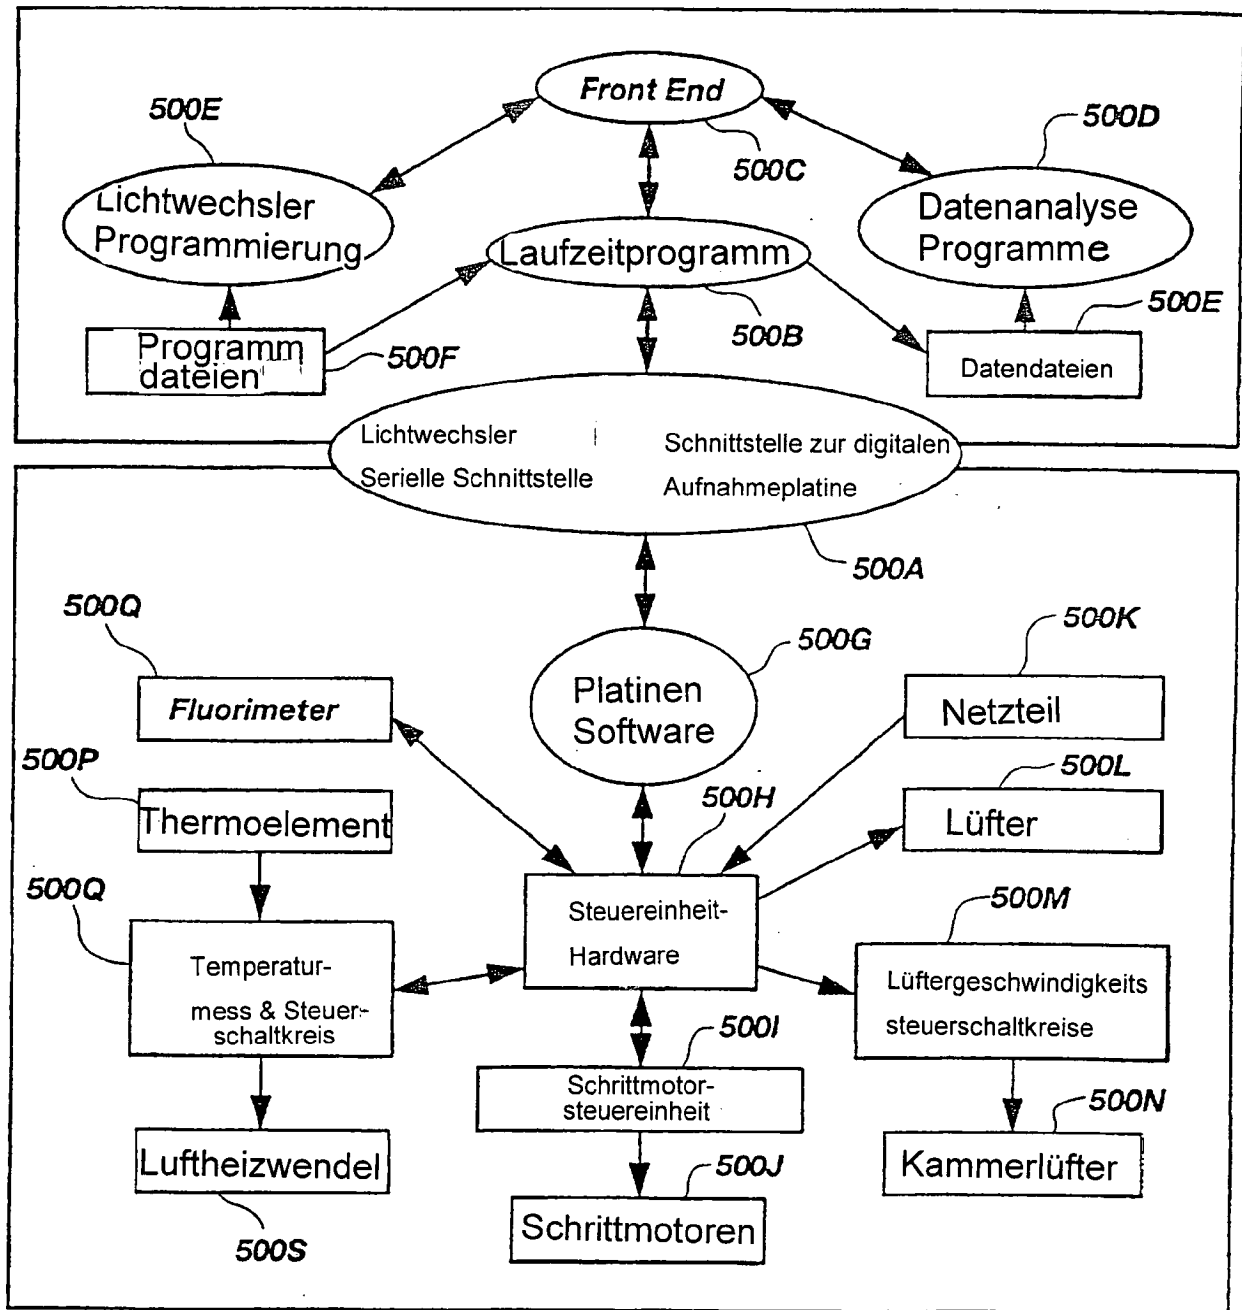 Front End
500E
500D
500C
Lichtwechsler
Programmierung
Datenanalyse
Programme
Laufzeitprogramm
500E
500B
Programm
dateien
500F
Datendateien
Lichtwechsler
Serielle Schnittstelle
Schnittstelle zur digitalen
Aufnahmeplatine
500A
500Q
500G
500K
Fluorimeter
Platinen
Software
Netzteil
500P
500L
500H
Thermoelement
Lüfter
500Q
500M
Steuereinheit-
Hardware
Temperatur-
mess & Steuer-
schaltkreis
Lüftergeschwindigkeits
steuerschaltkreise
500I
Schrittmotor-
steuereinheit
500N
Luftheizwendel
Kammerlüfter
500J
Schrittmotoren
500S